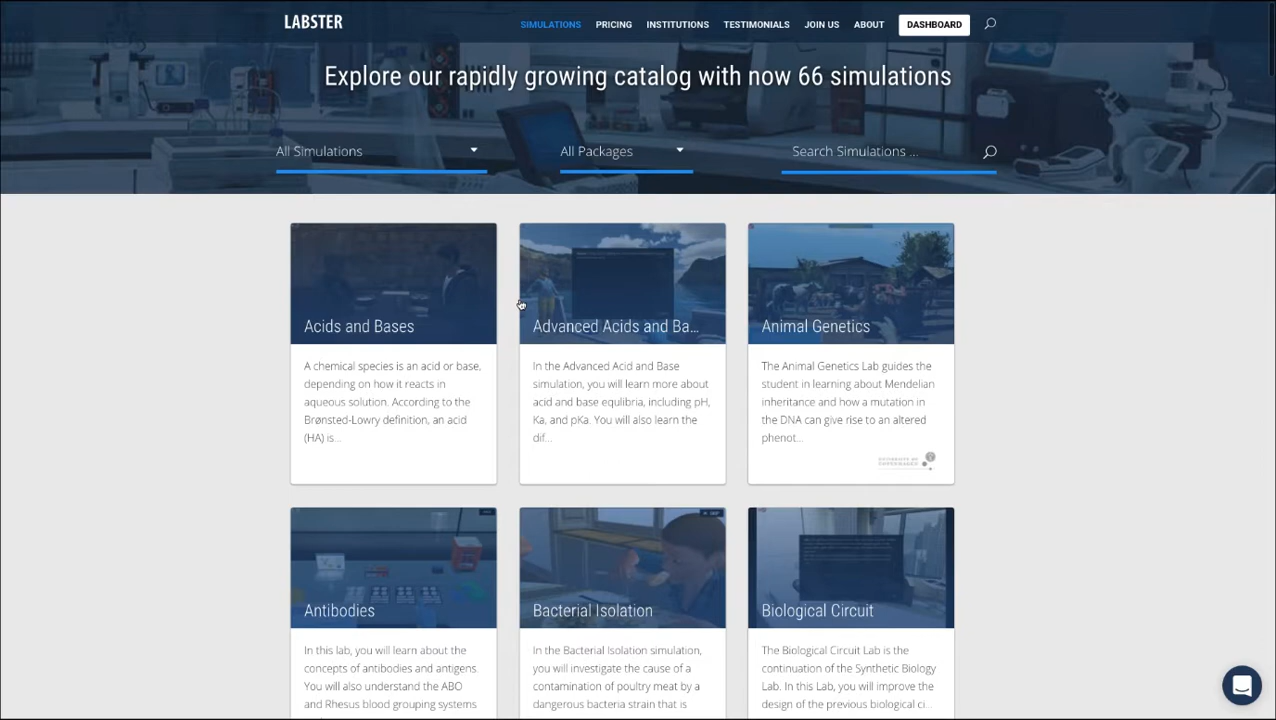 LABSTER
SIMULATIONS PRICING INSTITUTIONS TESTIMONIALS JOIN US ABOUT DASHBOARD
Explore our rapidly growing catalog with now 66 simulations
All Simulations
All Packages
Search Simulations ...
Acids and Bases
A chemical species is an acid or base,
depending on how it reacts in
aqueous solution. According to the
Brønsted-Lowry definition, an acid
(HA) is...
Advanced Acids and Ba...
In the Advanced Acid and Base
simulation, you will learn more about
acid and base equlibria, including pH,
Ka, and pKa. You will also learn the
dif...
Animal Genetics
The Animal Genetics Lab guides the
student in learning about Mendelian
inheritance and how a mutation in
the DNA can give rise to an altered
phenot...
Antibodies
In this lab, you will learn about the
concepts of antibodies and antigens.
You will also understand the ABO
and Rhesus blood grouping systems
Bacterial Isolation
In the Bacterial Isolation simulation,
you will investigate the cause of a
contamination of poultry meat by a
dangerous bacteria strain that is
Biological Circuit
The Biological Circuit Lab is the
continuation of the Synthetic Biology
Lab. In this Lab, you will improve the
design of the previous biological ci...